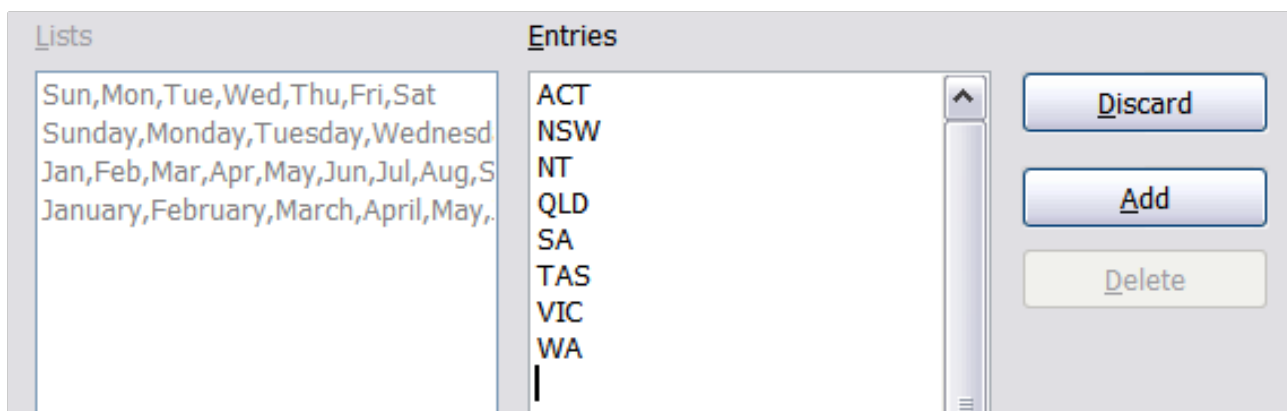 Lists
Sun,Mon,Tue,Wed,Thu,Fri,Sat
Sunday,Monday,Tuesday,Wednesd
Jan,Feb,Mar,Apr,May,Jun,Jul,Aug,S
January,February,March,April,May,.
Entries
ACT
NSW
NT
QLD
SA
TAS
VIC
WA
Discard
Add
Delete